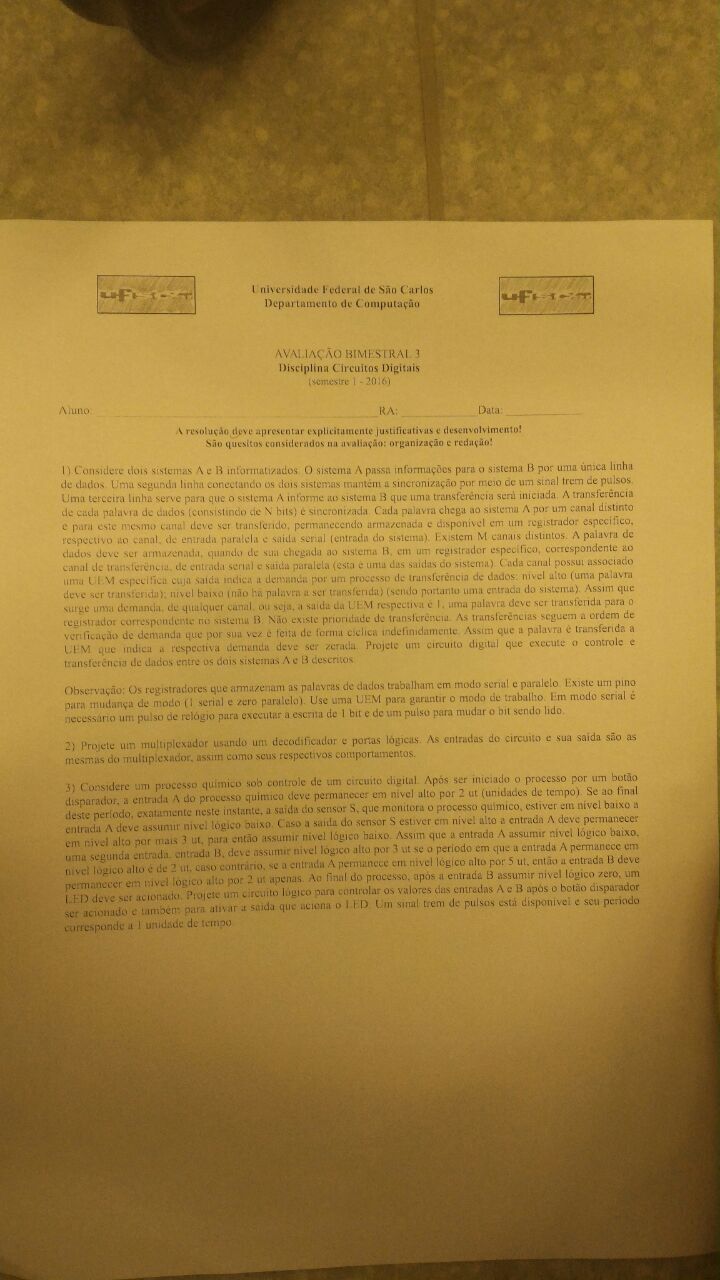 Universidade Federal de São Carlos
Departamento de Computação
AVALIAÇÃO BIMESTRAL 3
Disciplina Circuitos Digitais
(semestre 1 - 2016)
Aluno: RA: Data:
A resolução deve apresentar explicitamente justificativas e desenvolvimento!
São quesitos considerados na avaliação: organização e redação!
1) Considere dois sistemas A e B informatizados. O sistema A passa informações para o sistema B por uma única linha
de dados. Uma segunda linha conectando os dois sistemas mantém a sincronização por meio de um sinal trem de pulsos.
Uma terceira linha serve para que o sistema A informe ao sistema B que uma transferência será iniciada. A transferência
de cada palavra de dados (consistindo de N bits) é sincronizada. Cada palavra chega ao sistema A por um canal distinto
e para este mesmo canal deve ser transferido, permanecendo armazenada e disponível em um registrador específico,
respectivo ao canal, de entrada paralela e saída serial (entrada do sistema). Existem M canais distintos. A palavra de
dados deve ser armazenada, quando de sua chegada ao sistema B, em um registrador específico, correspondente ao
canal de transferência, de entrada serial e saída paralela (esta é uma das saídas do sistema). Cada canal possui associado
uma UEM específica cuja saída indica a demanda por um processo de transferência de dados: nível alto (uma palavra
deve ser transferida); nível baixo (não há palavra a ser transferida) (sendo portanto uma entrada do sistema). Assim que
surge uma demanda, de qualquer canal, ou seja, a saída da UEM respectiva é 1, uma palavra deve ser transferida para o
registrador correspondente no sistema B. Não existe prioridade de transferência. As transferências seguem a ordem de
verificação de demanda que por sua vez é feita de forma cíclica indefinidamente. Assim que a palavra é transferida a
UEM que indica a respectiva demanda deve ser zerada. Projete um circuito digital que execute o controle e
transferência de dados entre os dois sistemas A e B descritos.
Observação: Os registradores que armazenam as palavras de dados trabalham em modo serial e paralelo. Existe um pino
para mudança de modo (1 serial e zero paralelo). Use uma UEM para garantir o modo de trabalho. Em modo serial é
necessário um pulso de relógio para executar a escrita de 1 bit e de um pulso para mudar o bit sendo lido.
2) Projete um multiplexador usando um decodificador e portas lógicas. As entradas do circuito e sua saída são as
mesmas do multiplexador, assim como seus respectivos comportamentos.
3) Considere um processo químico sob controle de um circuito digital. Após ser iniciado o processo por um botão
disparador, a entrada A do processo químico deve permanecer em nível alto por 2 ut (unidades de tempo). Se ao final
deste período, exatamente neste instante, a saída do sensor S, que monitora o processo químico, estiver em nível baixo a
entrada A deve assumir nível lógico baixo. Caso a saída do sensor S estiver em nível alto a entrada A deve permanecer
em nível alto por mais 3 ut, para então assumir nível lógico baixo. Assim que a entrada A assumir nível lógico baixo,
uma segunda entrada, entrada B, deve assumir nível lógico alto por 3 ut se o período em que a entrada A permanece em
nível lógico alto é de 2 ut, caso contrário, se a entrada A permanece em nível lógico alto por 5 ut, então a entrada B deve
permanecer em nível lógico alto por 2 ut apenas. Ao final do processo, após a entrada B assumir nível lógico zero, um
LED deve ser acionado. Projete um circuito lógico para controlar os valores das entradas A e B após o botão disparador
ser acionado e também para ativar a saída que aciona o LED. Um sinal trem de pulsos está disponível e seu período
corresponde a 1 unidade de tempo.